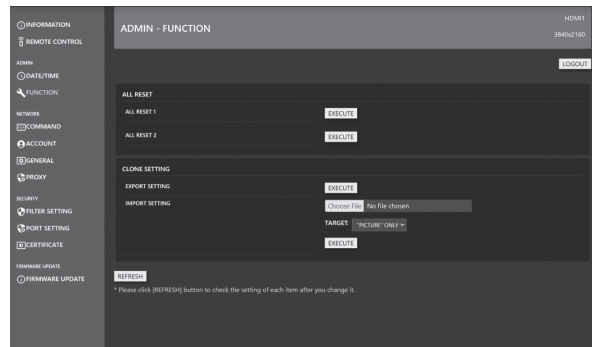 INFORMATION
REMOTE CONTROL
ADMIN
DATE/TIME
FUNCTION
NETWORK
COMMAND
ACCOUNT
GENERAL
PROXY
SECURITY
FILTER SETTING
PORT SETTING
CERTIFICATE
FIRMWARE UPDATE
FIRMWARE UPDATE
ADMIN - FUNCTION
HDMI1
3840x2160
LOGOUT
ALL RESET
ALL RESET 1 EXECUTE
ALL RESET 2 EXECUTE
CLONE SETTING
EXPORT SETTING EXECUTE
IMPORT SETTING Choose File No file chosen
TARGET: "PICTURE" ONLY
EXECUTE
REFRESH
* Please click [REFRESH] button to check the setting of each item after you change it.